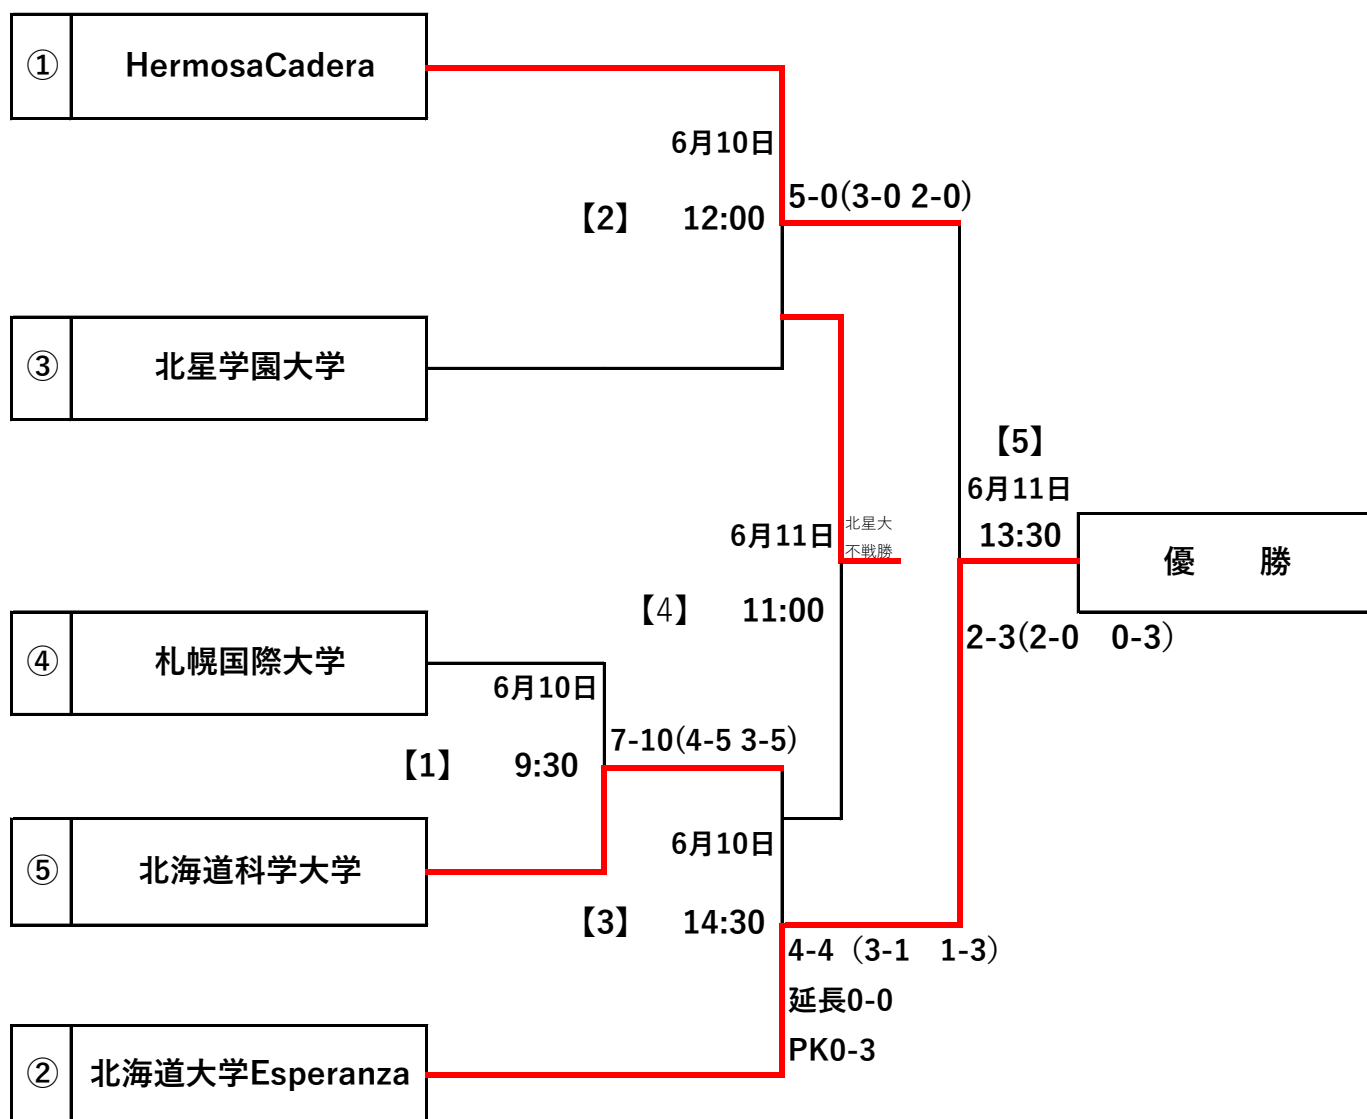 ① HermosaCadera
6月10日
5-0(3-0 2-0)
【2】 12:00
③ 北星学園大学
【5】
6月11日
13:30
北星大
6月11日
不戦勝
優 勝
【4】 11:00
2-3(2-0 0-3)
④ 札幌国際大学
6月10日
7-10(4-5 3-5)
【1】 9:30
6月10日
⑤ 北海道科学大学
【3】 14:30
4-4（3-1 1-3）
延長0-0
PK0-3
② 北海道大学Esperanza